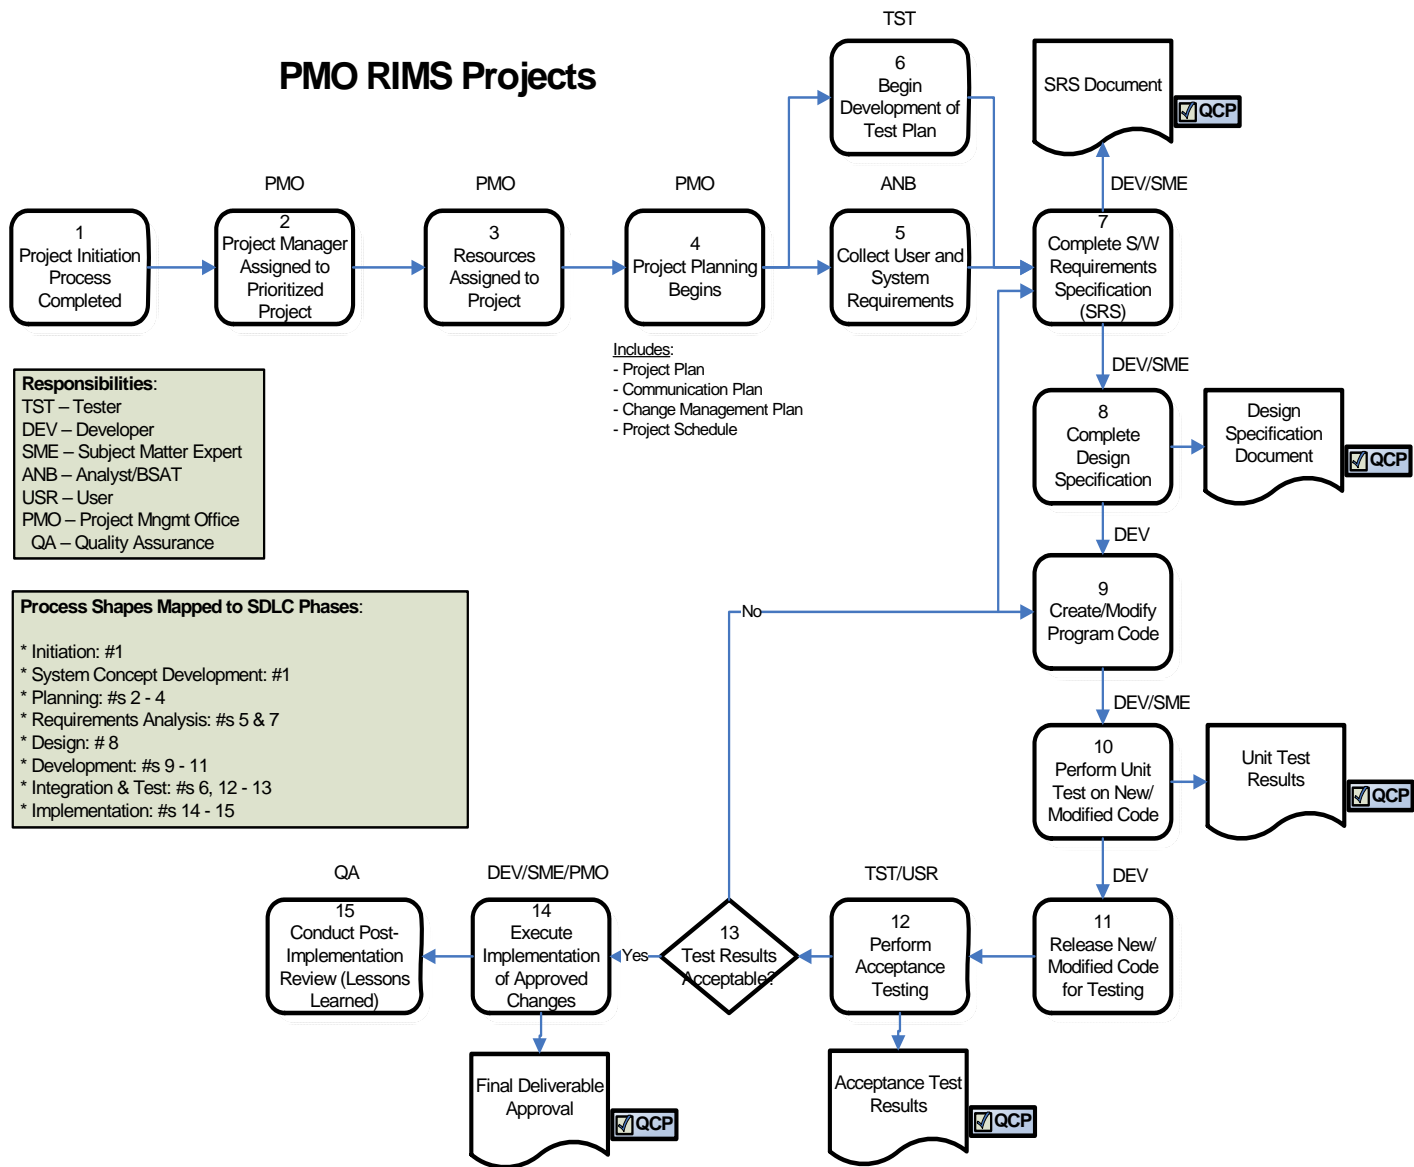 PMO RIMS Projects
TST
6
Begin
Development of
Test Plan
SRS Document
QCP
PMO
PMO
PMO
ANB
DEV/SME
1
Project Initiation
Process
Completed
2
Project Manager
Assigned to
Prioritized
Project
3
Resources
Assigned to
Project
4
Project Planning
Begins
5
Collect User and
System
Requirements
7
Complete S/W
Requirements
Specification
(SRS)
Includes:
- Project Plan
- Communication Plan
- Change Management Plan
- Project Schedule
DEV/SME
Responsibilities:
TST – Tester
DEV – Developer
SME – Subject Matter Expert
ANB – Analyst/BSAT
USR – User
PMO – Project Mngmt Office
QA – Quality Assurance
8
Complete
Design
Specification
Design
Specification
Document
QCP
DEV
Process Shapes Mapped to SDLC Phases:
* Initiation: #1
* System Concept Development: #1
* Planning: #s 2 - 4
* Requirements Analysis: #s 5 & 7
* Design: # 8
* Development: #s 9 - 11
* Integration & Test: #s 6, 12 - 13
* Implementation: #s 14 - 15
No
9
Create/Modify
Program Code
DEV/SME
10
Perform Unit
Test on New/
Modified Code
Unit Test
Results
QCP
QA
DEV/SME/PMO
TST/USR
DEV
15
Conduct Post-
Implementation
Review (Lessons
Learned)
14
Execute
Implementation
of Approved
Changes
Yes
13
Test Results
Acceptable?
12
Perform
Acceptance
Testing
11
Release New/
Modified Code
for Testing
Final Deliverable
Approval
QCP
Acceptance Test
Results
QCP